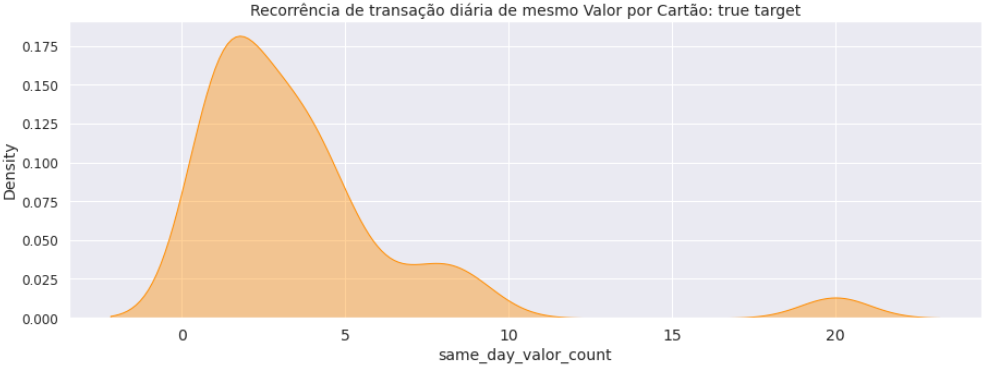 Recorrência de transação diária de mesmo Valor por Cartão: true target
Density
0.175
0.150
0.125
0.100
0.075
0.050
0.025
0.000
0 5 10 15 20
same_day_valor_count